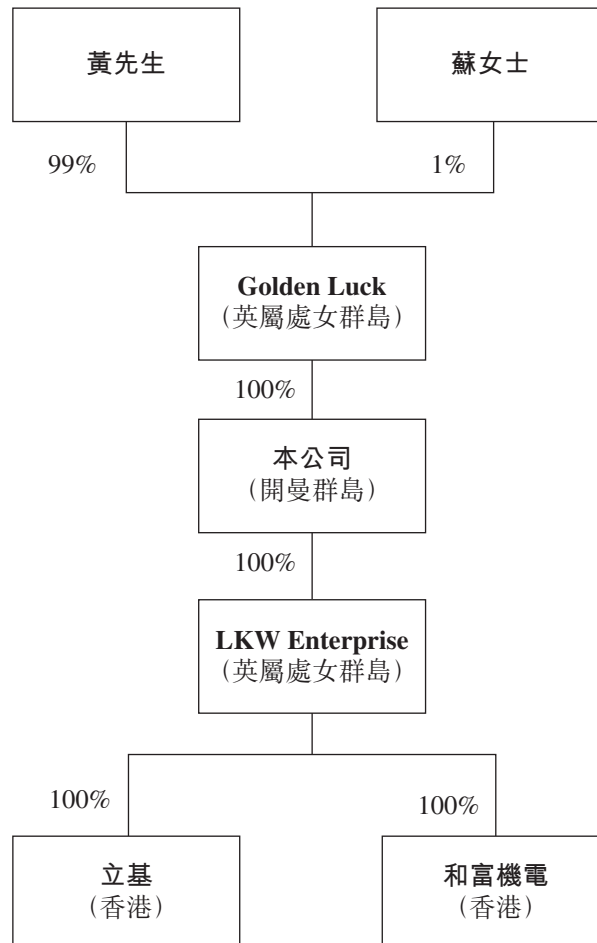 黃先生
蘇女士
99%
1%
Golden Luck
（英屬處女群島）
100%
本公司
（開曼群島）
100%
LKW Enterprise
（英屬處女群島）
100%
100%
立基
（香港）
和富機電
（香港）